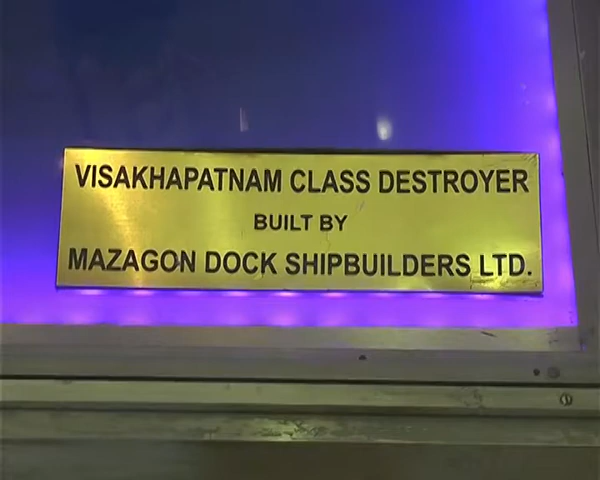 VISAKHAPATNAM CLASS DESTROYER
BUILT BY
MAZAGON DOCK SHIPBUILDERS LTD.